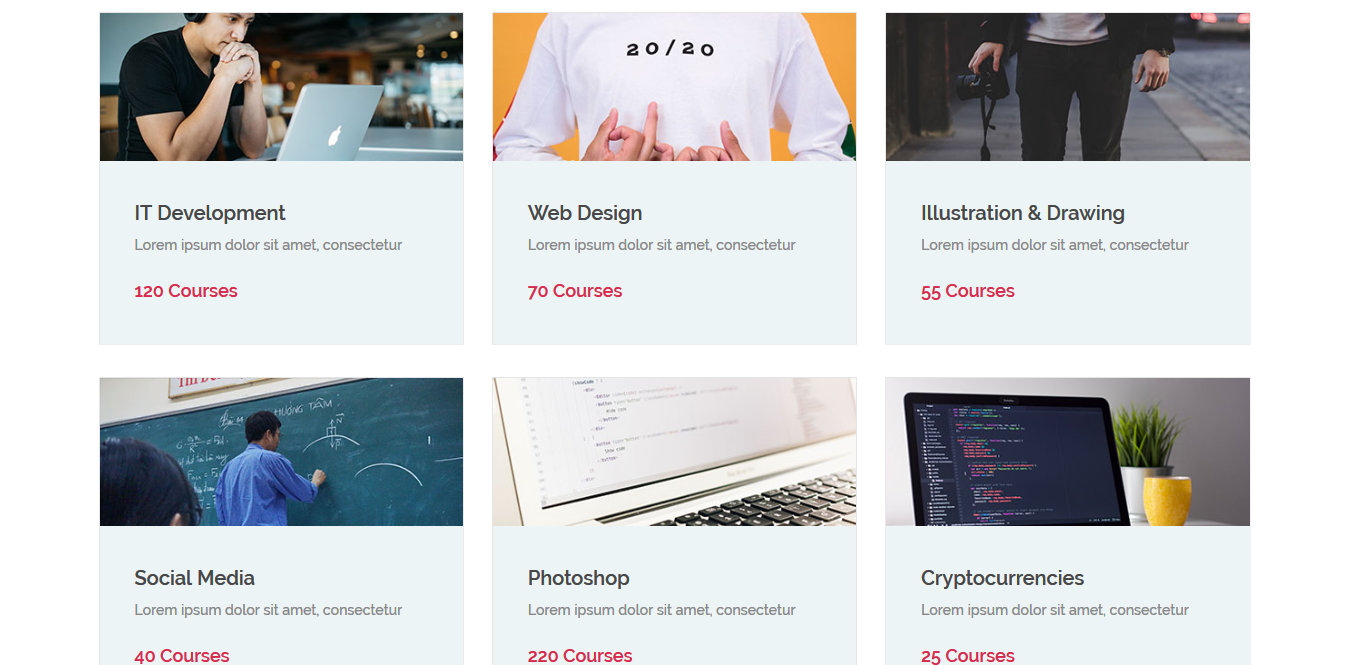 20/20
IT Development
Lorem ipsum dolor sit amet, consectetur
120 Courses
Web Design
Lorem ipsum dolor sit amet, consectetur
70 Courses
Illustration & Drawing
Lorem ipsum dolor sit amet, consectetur
55 Courses
HƯỚNG TÂM
Social Media
Lorem ipsum dolor sit amet, consectetur
40 Courses
Photoshop
Lorem ipsum dolor sit amet, consectetur
220 Courses
Cryptocurrencies
Lorem ipsum dolor sit amet, consectetur
25 Courses